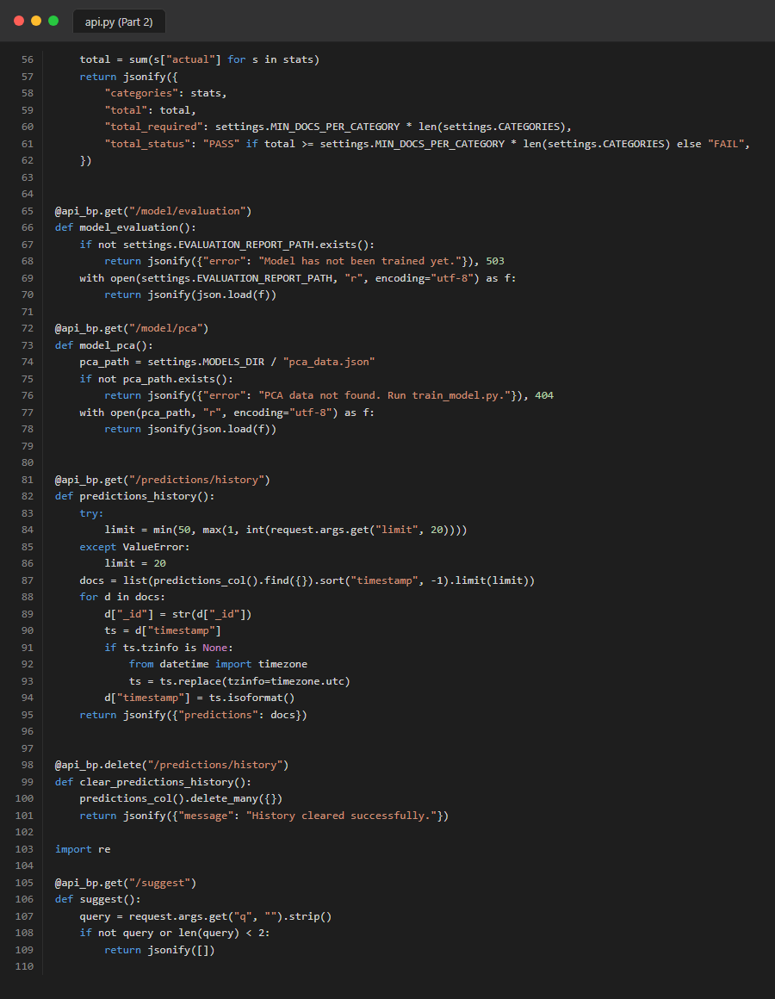 api.py (Part 2)
56     total = sum(s["actual"] for s in stats)
57     return jsonify({
58         "categories": stats,
59         "total": total,
60         "total_required": settings.MIN_DOCS_PER_CATEGORY * len(settings.CATEGORIES),
61         "total_status": "PASS" if total >= settings.MIN_DOCS_PER_CATEGORY * len(settings.CATEGORIES) else "FAIL",
62     })
63
64
65 @api_bp.get("/model/evaluation")
66 def model_evaluation():
67     if not settings.EVALUATION_REPORT_PATH.exists():
68         return jsonify({"error": "Model has not been trained yet."}), 503
69     with open(settings.EVALUATION_REPORT_PATH, "r", encoding="utf-8") as f:
70         return jsonify(json.load(f))
71
72 @api_bp.get("/model/pca")
73 def model_pca():
74     pca_path = settings.MODELS_DIR / "pca_data.json"
75     if not pca_path.exists():
76         return jsonify({"error": "PCA data not found. Run train_model.py."}), 404
77     with open(pca_path, "r", encoding="utf-8") as f:
78         return jsonify(json.load(f))
79
80
81 @api_bp.get("/predictions/history")
82 def predictions_history():
83     try:
84         limit = min(50, max(1, int(request.args.get("limit", 20))))
85     except ValueError:
86         limit = 20
87     docs = list(predictions_col().find({}).sort("timestamp", -1).limit(limit))
88     for d in docs:
89         d["_id"] = str(d["_id"])
90         ts = d["timestamp"]
91         if ts.tzinfo is None:
92             from datetime import timezone
93             ts = ts.replace(tzinfo=timezone.utc)
94         d["timestamp"] = ts.isoformat()
95     return jsonify({"predictions": docs})
96
97
98 @api_bp.delete("/predictions/history")
99 def clear_predictions_history():
100     predictions_col().delete_many({})
101     return jsonify({"message": "History cleared successfully."})
102
103 import re
104
105 @api_bp.get("/suggest")
106 def suggest():
107     query = request.args.get("q", "").strip()
108     if not query or len(query) < 2:
109         return jsonify([])
110